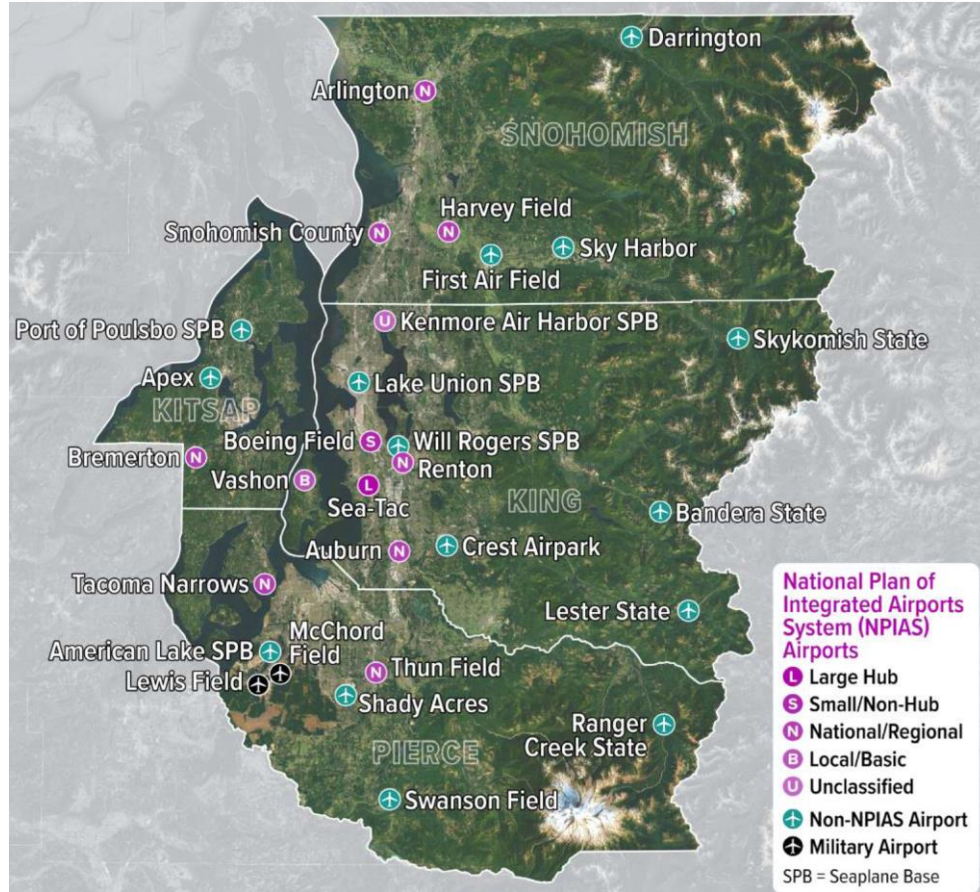 Darrington
Arlington
N
SNOHOMISH
Harvey Field
Snohomish County
N
N
Sky Harbor
First Air Field
Port of Poulsbo SPB
U
Kenmore Air Harbor SPB
Skykomish State
Apex
Lake Union SPB
KITSAP
Boeing Field
S
Will Rogers SPB
Bremerton
N
N
Renton
Vashon
B
L
Sea-Tac
KING
Bandera State
Auburn
N
Crest Airpark
Tacoma Narrows
N
Lester State
McChord
Field
American Lake SPB
Lewis Field
N
Thun Field
Shady Acres
Ranger
Creek State
PIERCE
Swanson Field
National Plan of
Integrated Airports
System (NPIAS)
Airports
L Large Hub
S Small/Non-Hub
N National/Regional
B Local/Basic
U Unclassified
Non-NPIAS Airport
Military Airport
SPB = Seaplane Base